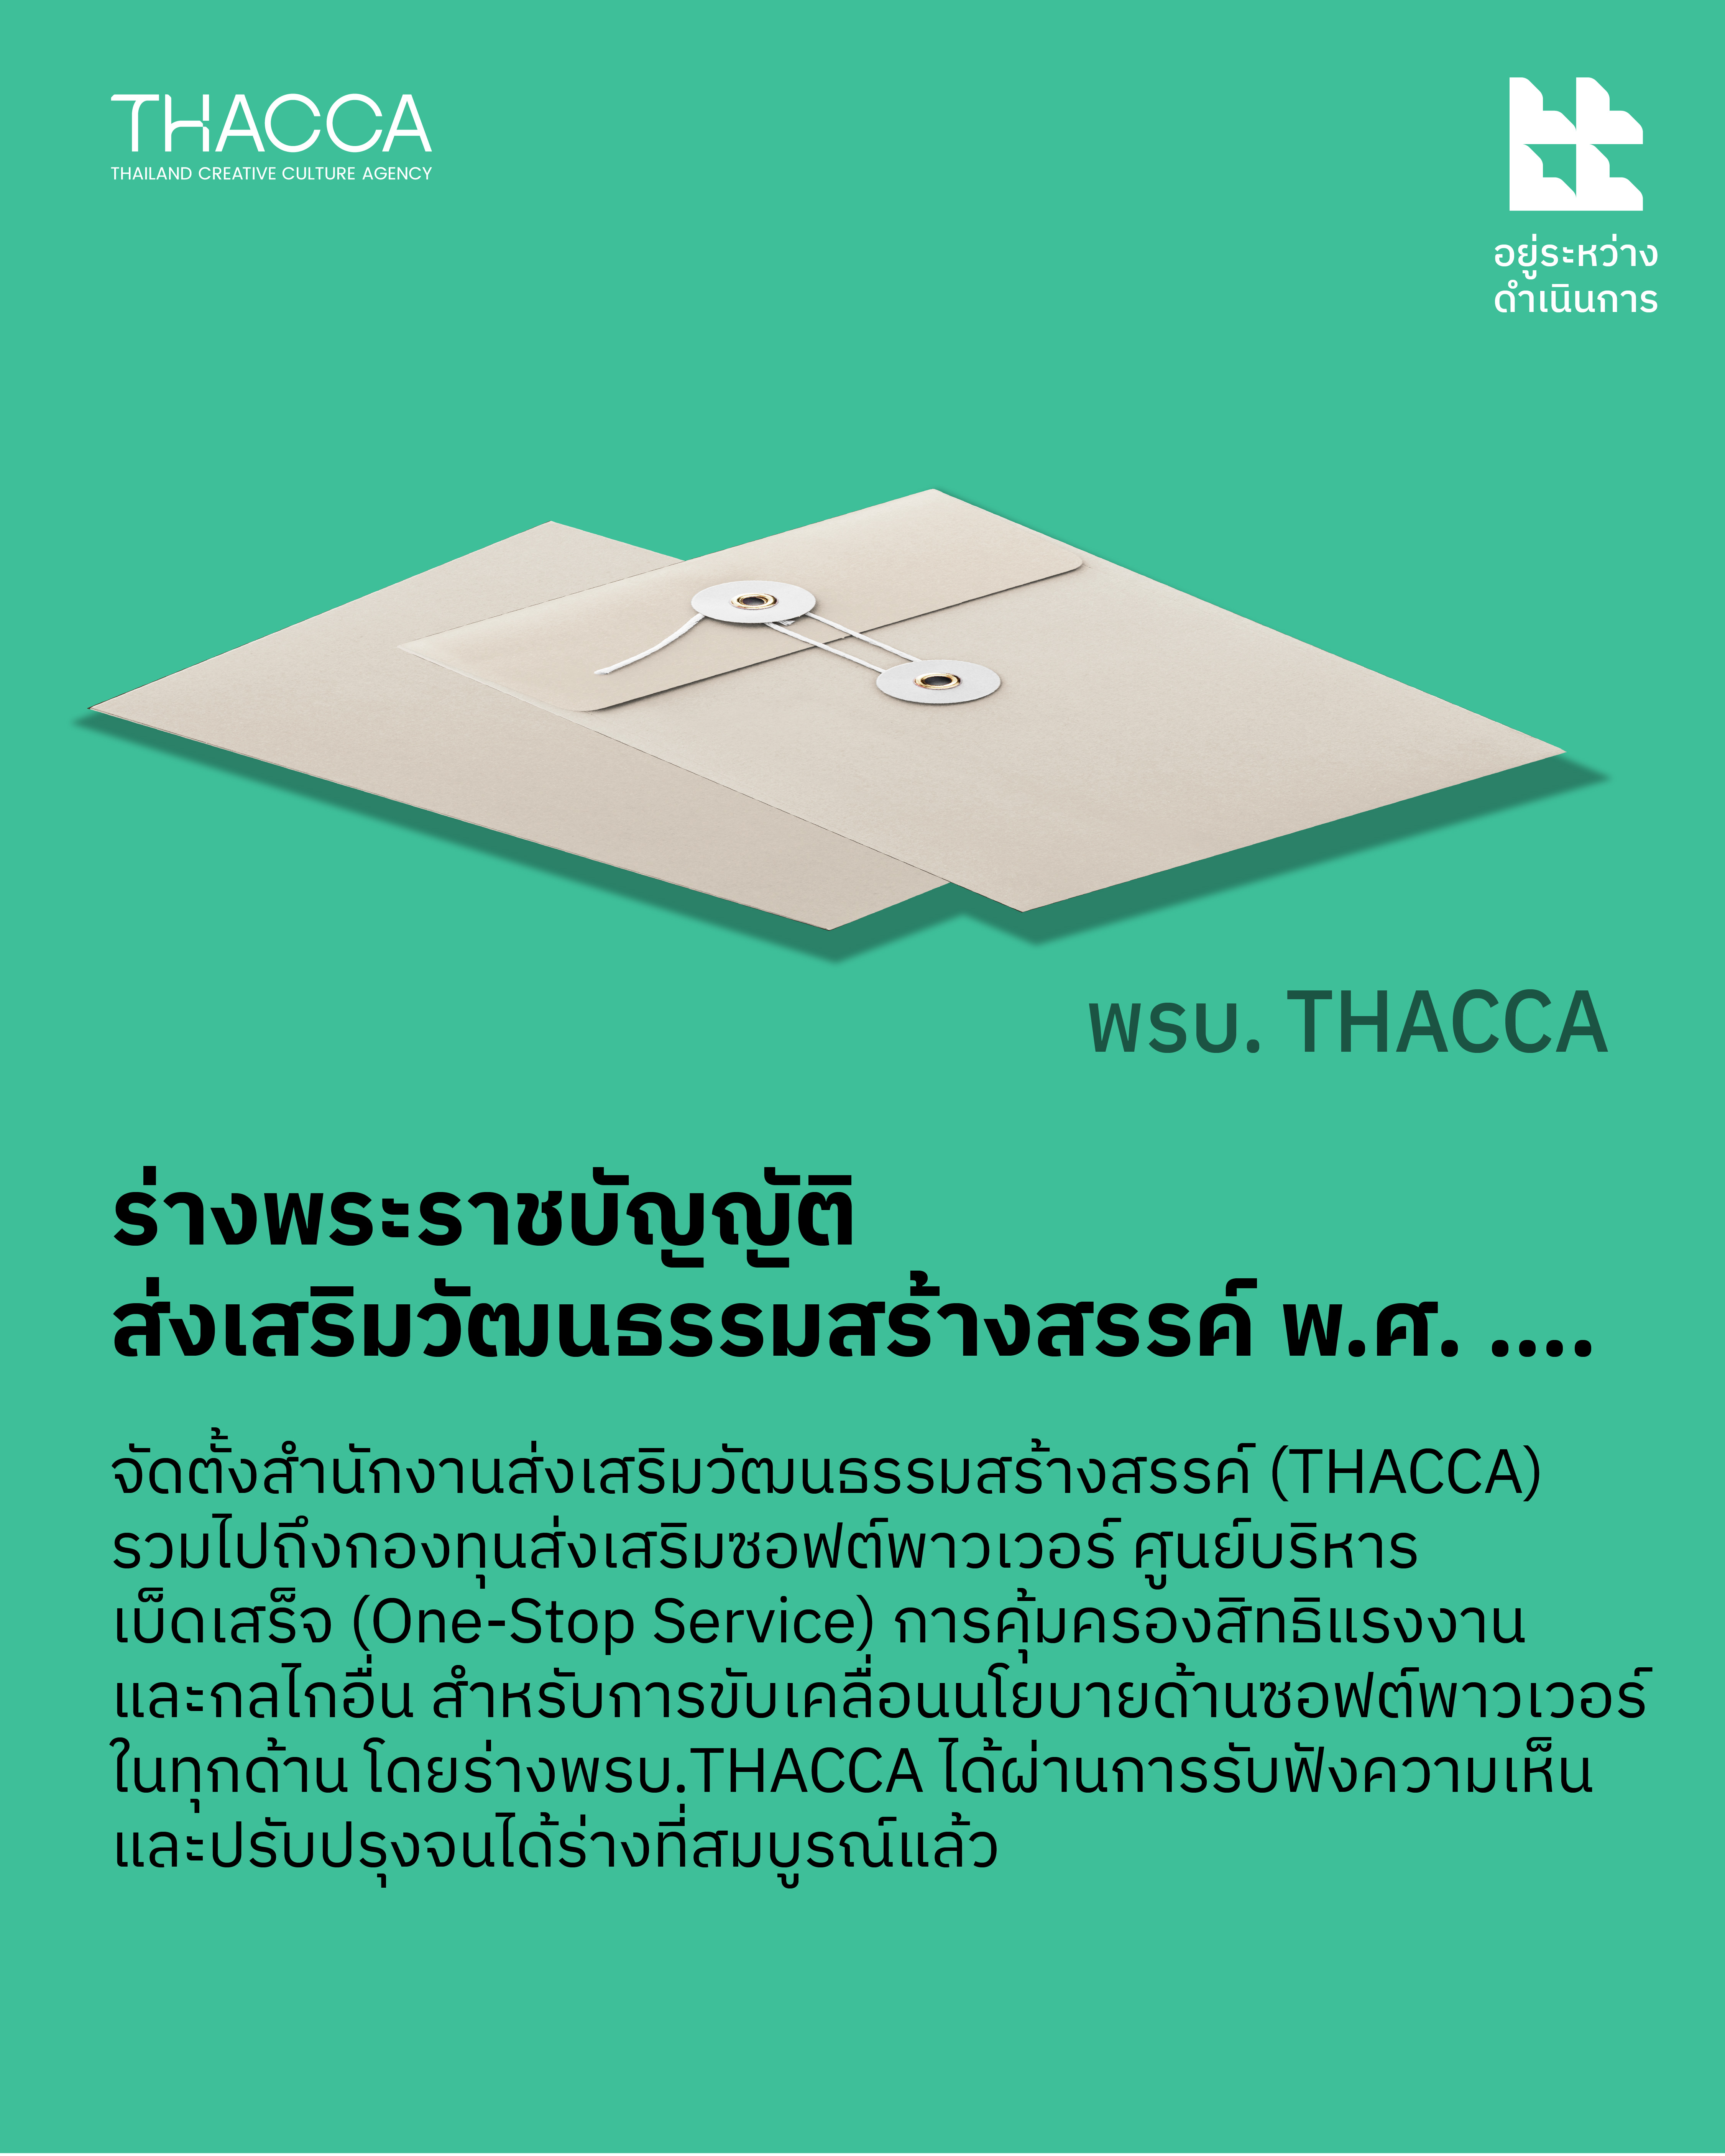 THACCA
THAILAND CREATIVE CULTURE AGENCY
อยู่ระหว่าง
ดำเนินการ
พรบ. THACCA
ร่างพระราชบัญญัติ
ส่งเสริมวัฒนธรรมสร้างสรรค์ พ.ศ. ....
จัดตั้งสำนักงานส่งเสริมวัฒนธรรมสร้างสรรค์ (THACCA)
รวมไปถึงกองทุนส่งเสริมซอฟต์พาวเวอร์ ศูนย์บริหาร
เบ็ดเสร็จ (One-Stop Service) การคุ้มครองสิทธิแรงงาน
และกลไกอื่น สำหรับการขับเคลื่อนนโยบายด้านซอฟต์พาวเวอร์
ในทุกด้าน โดยร่างพรบ.THACCA ได้ผ่านการรับฟังความเห็น
และปรับปรุงจนได้ร่างที่สมบูรณ์แล้ว